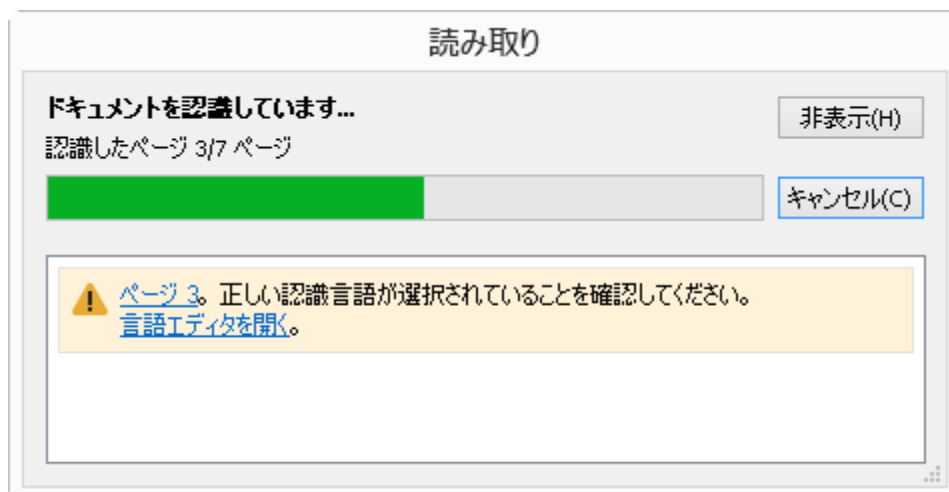 読み取り
ドキュメントを認識しています...
非表示(H)
認識したページ 3/7 ページ
キャンセル(C)
ページ 3。正しい認識言語が選択されていることを確認してください。
言語エディタを開く。